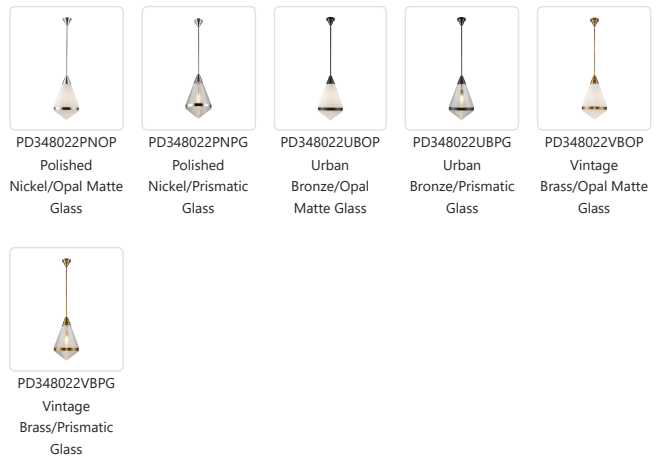 PD348022PNOP
Polished
Nickel/Opal Matte
Glass
PD348022PNPG
Polished
Nickel/Prismatic
Glass
PD348022UBOP
Urban
Bronze/Opal
Matte Glass
PD348022UBPG
Urban
Bronze/Prismatic
Glass
PD348022VBOP
Vintage
Brass/Opal Matte
Glass
PD348022VBPG
Vintage
Brass/Prismatic
Glass